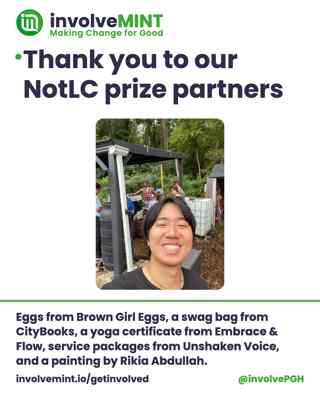 involveMINT
Making Change for Good
Thank you to our
NotLC prize partners
Eggs from Brown Girl Eggs, a swag bag from
CityBooks, a yoga certificate from Embrace &
Flow, service packages from Unshaken Voice,
and a painting by Rikia Abdullah.
involvemint.io/getinvolved
@involvePGH